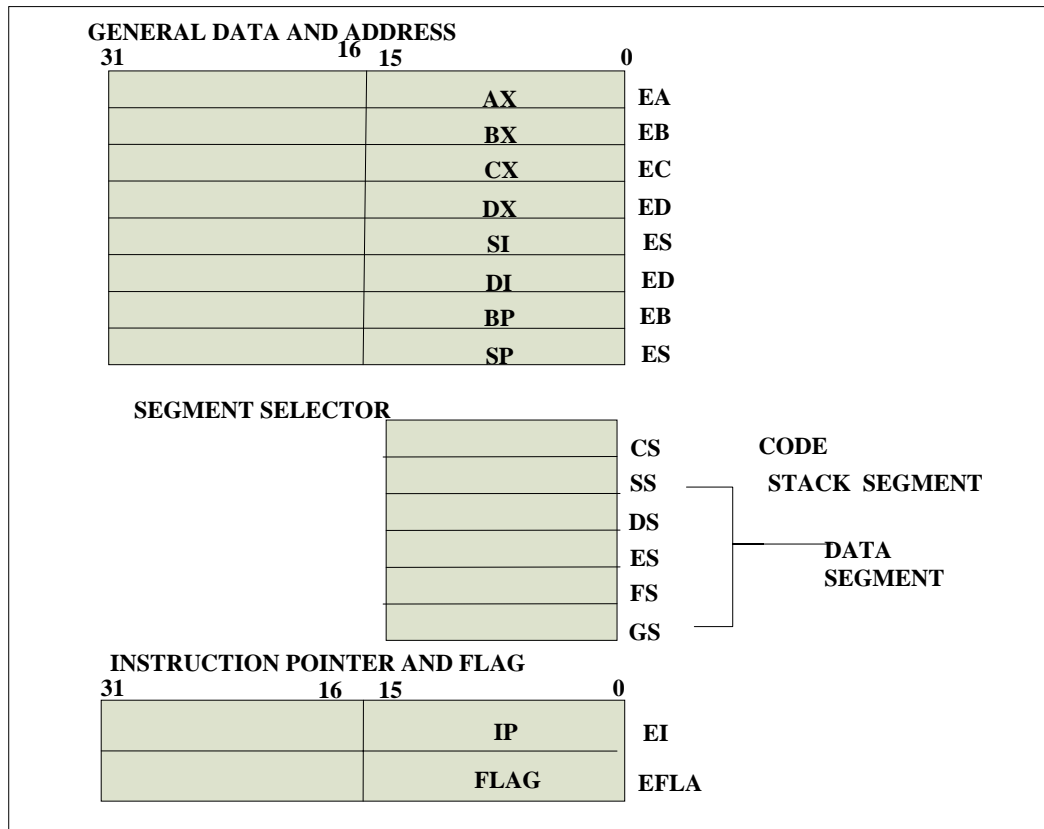 GENERAL DATA AND ADDRESS
31 16 15 0
AX EA
BX EB
CX EC
DX ED
SI ES
DI ED
BP EB
SP ES
SEGMENT SELECTOR
CS CODE
SS STACK SEGMENT
DS
ES DATA
SEGMENT
FS
GS
INSTRUCTION POINTER AND FLAG
31 16 15 0
IP EI
FLAG EFLA